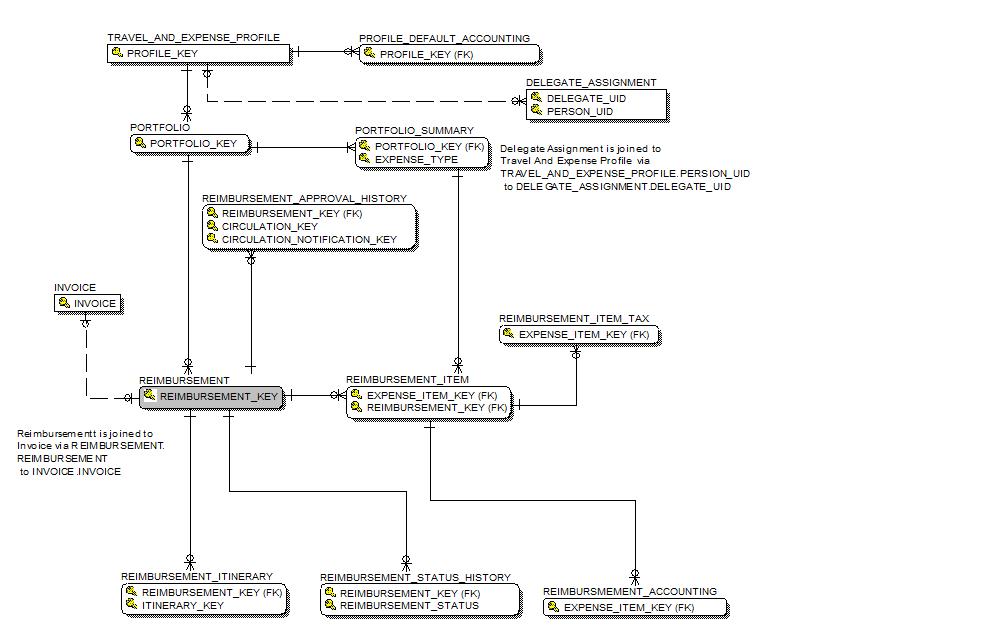 TRAVEL_AND_EXPENSE_PROFILE
PROFILE_KEY
PROFILE_DEFAULT_ACCOUNTING
PROFILE_KEY (FK)
DELEGATE_ASSIGNMENT
DELEGATE_UID
PERSON_UID
PORTFOLIO
PORTFOLIO_KEY
PORTFOLIO_SUMMARY
PORTFOLIO_KEY (FK)
EXPENSE_TYPE
Delegate Assignment is joined to
Travel And Expense Profile via
TRAVEL_AND_EXPENSE_PROFILE.PERSION_UID
to DELEGATE_ASSIGNMENT.DELEGATE_UID
REIMBURSEMENT_APPROVAL_HISTORY
REIMBURSEMENT_KEY (FK)
CIRCULATION_KEY
CIRCULATION_NOTIFICATION_KEY
INVOICE
INVOICE
REIMBURSEMENT_ITEM_TAX
EXPENSE_ITEM_KEY (FK)
REIMBURSEMENT
REIMBURSEMENT_KEY
REIMBURSEMENT_ITEM
EXPENSE_ITEM_KEY (FK)
REIMBURSEMENT_KEY (FK)
Reimbursementt is joined to
Invoice via REIMBURSEMENT.
REIMBURSEMENT
to INVOICE.INVOICE
REIMBURSEMENT_ITINERARY
REIMBURSEMENT_KEY (FK)
ITINERARY_KEY
REIMBURSEMENT_STATUS_HISTORY
REIMBURSEMENT_KEY (FK)
REIMBURSEMENT_STATUS
REIMBURSMEMENT_ACCOUNTING
EXPENSE_ITEM_KEY (FK)